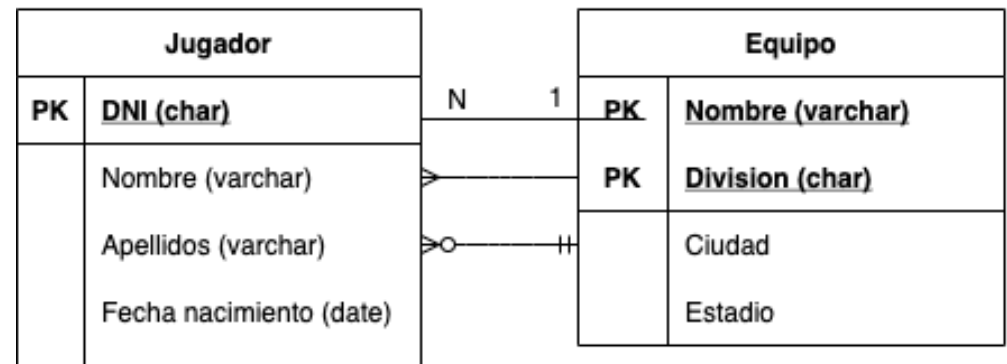 Jugador
PK DNI (char)
Nombre (varchar)
Apellidos (varchar)
Fecha nacimiento (date)
N 1
Equipo
PK Nombre (varchar)
PK Division (char)
Ciudad
Estadio